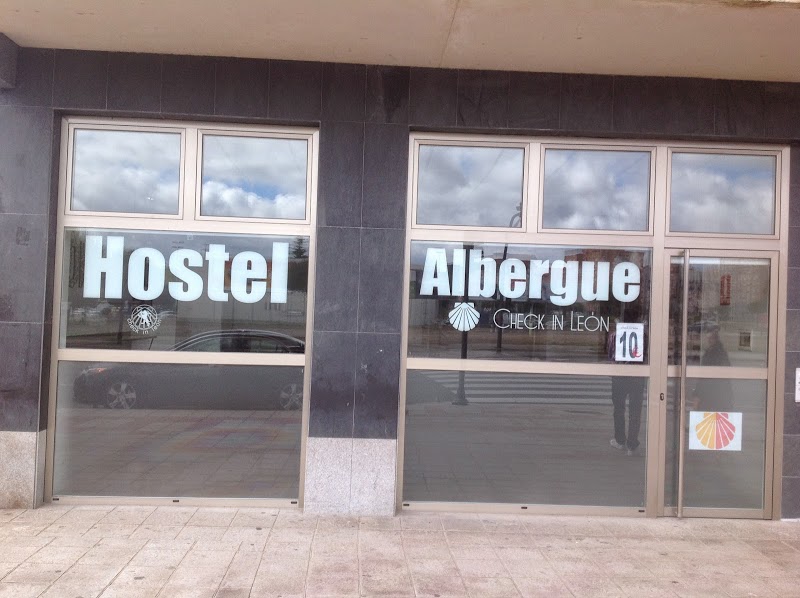 Hostel
Albergue
CHECK IN LEÓN
10€